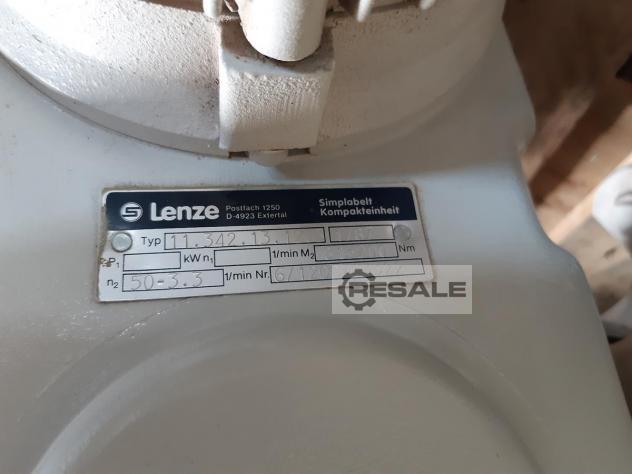 Lenze Postfach 1250 Simplabelt
D-4923 Extertal Kompakteinheit
Typ 11.342.13.
P₁ kW n₁ 1/min M₂ Nm
n₂ 50-3.3 1/min Nr.
RESALE